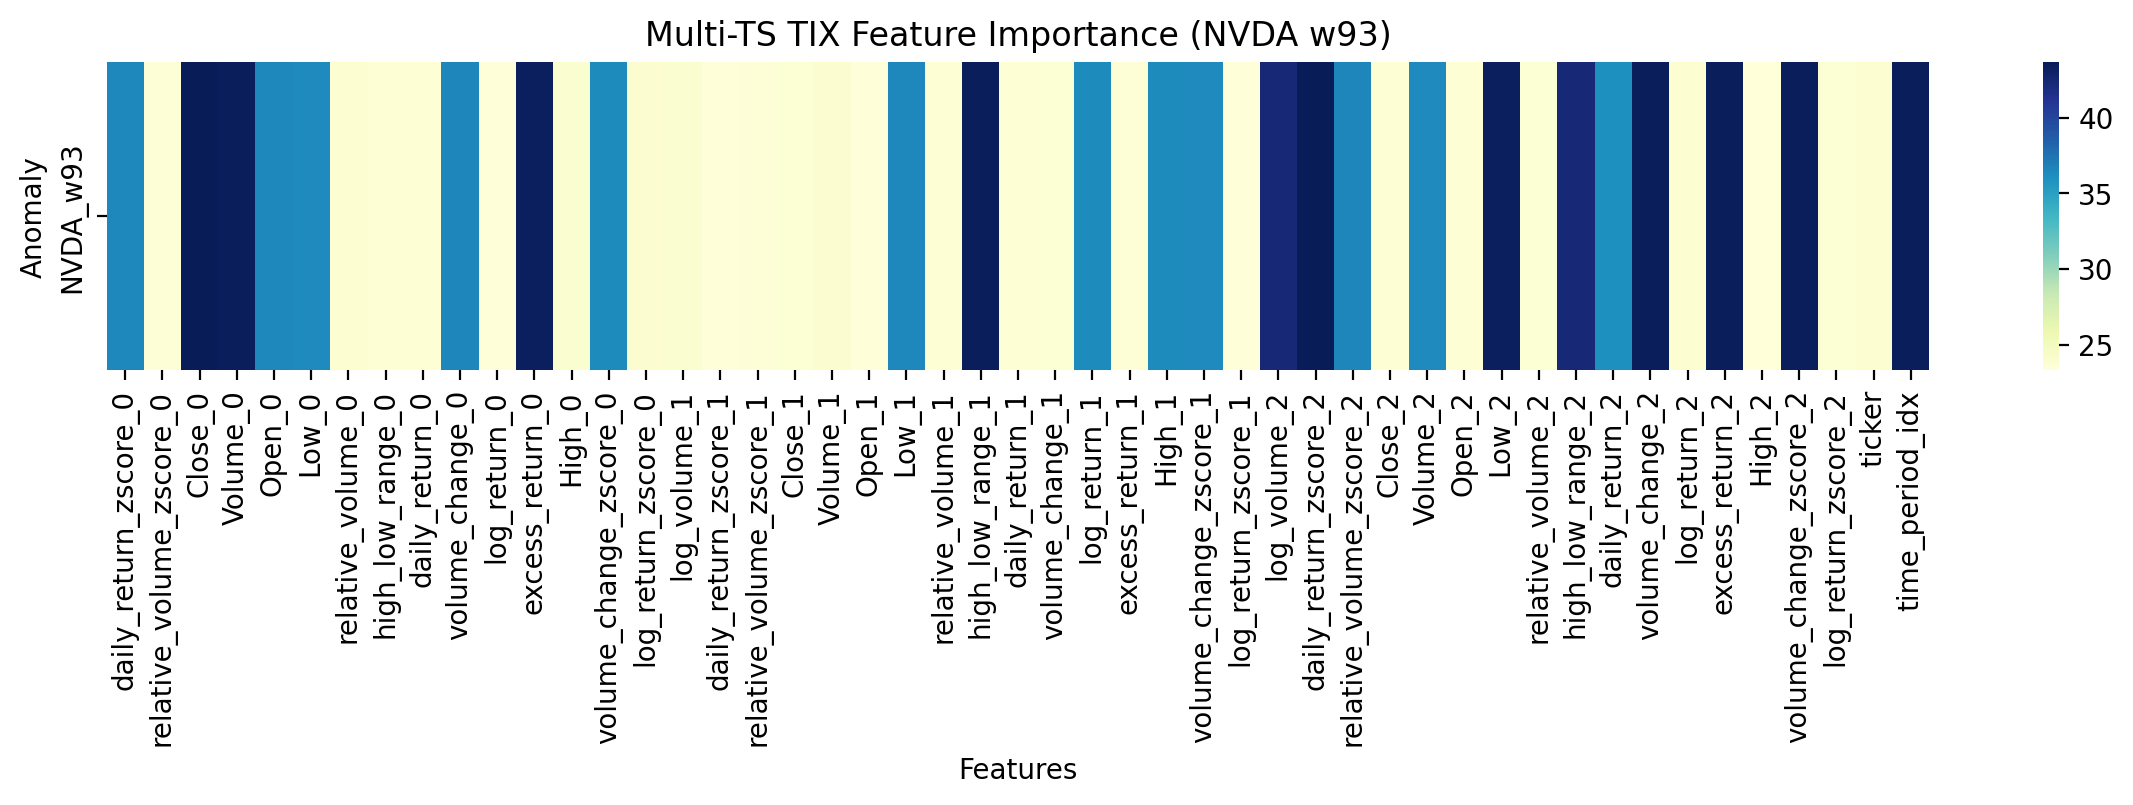 Multi-TS TIX Feature Importance (NVDA w93)
Anomaly
NVDA_w93
daily_return_zscore_0
relative_volume_zscore_0
Close_0
Volume_0
Open_0
Low_0
relative_volume_0
high_low_range_0
daily_return_0
volume_change_0
log_return_0
excess_return_0
High_0
volume_change_zscore_0
log_return_zscore_0
log_volume_1
daily_return_zscore_1
relative_volume_zscore_1
Close_1
Volume_1
Open_1
Low_1
relative_volume_1
high_low_range_1
daily_return_1
volume_change_1
log_return_1
excess_return_1
High_1
volume_change_zscore_1
log_return_zscore_1
log_volume_2
daily_return_zscore_2
relative_volume_zscore_2
Close_2
Volume_2
Open_2
Low_2
relative_volume_2
high_low_range_2
daily_return_2
volume_change_2
log_return_2
excess_return_2
High_2
volume_change_zscore_2
log_return_zscore_2
ticker
time_period_idx
Features
40
35
30
25